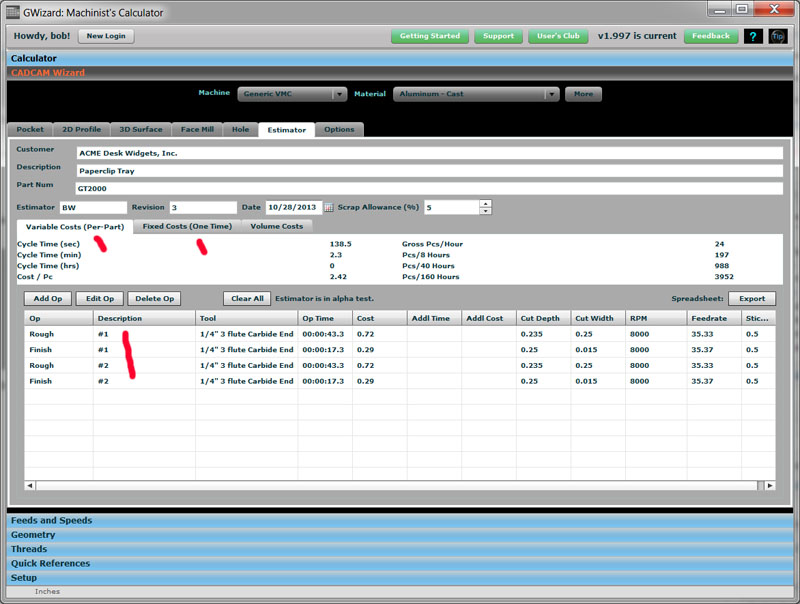 GWizard: Machinist's Calculator
Howdy, bob! New Login Getting Started Support User's Club v1.997 is current Feedback ? Tip
Calculator
CADCAM Wizard
Machine Generic VMC Material Aluminum - Cast More
Pocket 2D Profile 3D Surface Face Mill Hole Estimator Options
Customer ACME Desk Widgets, Inc.
Description Paperclip Tray
Part Num GT2000
Estimator BW Revision 3 Date 10/28/2013 Scrap Allowance (%) 5
Variable Costs (Per-Part) Fixed Costs (One Time) Volume Costs
Cycle Time (sec) 138.5 Gross Pcs/Hour 24
Cycle Time (min) 2.3 Pcs/8 Hours 197
Cycle Time (hrs) 0 Pcs/40 Hours 988
Cost / Pc 2.42 Pcs/160 Hours 3952
Add Op Edit Op Delete Op Clear All Estimator is in alpha test. Spreadsheet: Export
Op Description Tool Op Time Cost Addl Time Addl Cost Cut Depth Cut Width RPM Feedrate Stic...
Rough #1 1/4" 3 flute Carbide End 00:00:43.3 0.72 0.235 0.25 8000 35.33 0.5
Finish #1 1/4" 3 flute Carbide End 00:00:17.3 0.29 0.25 0.015 8000 35.37 0.5
Rough #2 1/4" 3 flute Carbide End 00:00:43.3 0.72 0.235 0.25 8000 35.33 0.5
Finish #2 1/4" 3 flute Carbide End 00:00:17.3 0.29 0.25 0.015 8000 35.37 0.5
Feeds and Speeds
Geometry
Threads
Quick References
Setup
Inches